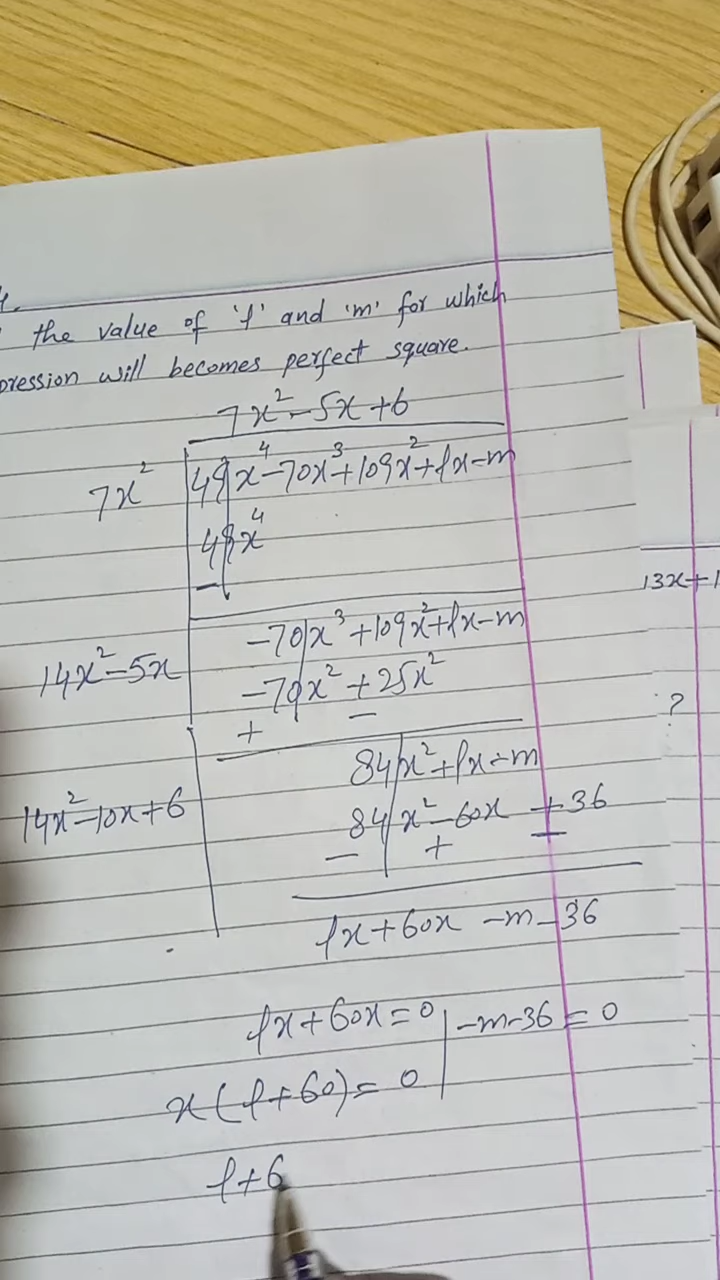 the value of 'l' and 'm' for which
pression will becomes perfect square.
7x² - 5x + 6
7x² 49x⁴ - 70x³ + 109x² + lx - m
49x⁴
-
-70x³ + 109x² + lx - m
14x² - 5x -70x² + 25x²
+ -
84x² + lx - m
14x² - 10x + 6 84x² - 60x + 36
- + -
lx + 60x - m - 36
lx + 60x = 0 | -m - 36 = 0
x(l + 60) = 0
l + 6
13x + 1
?